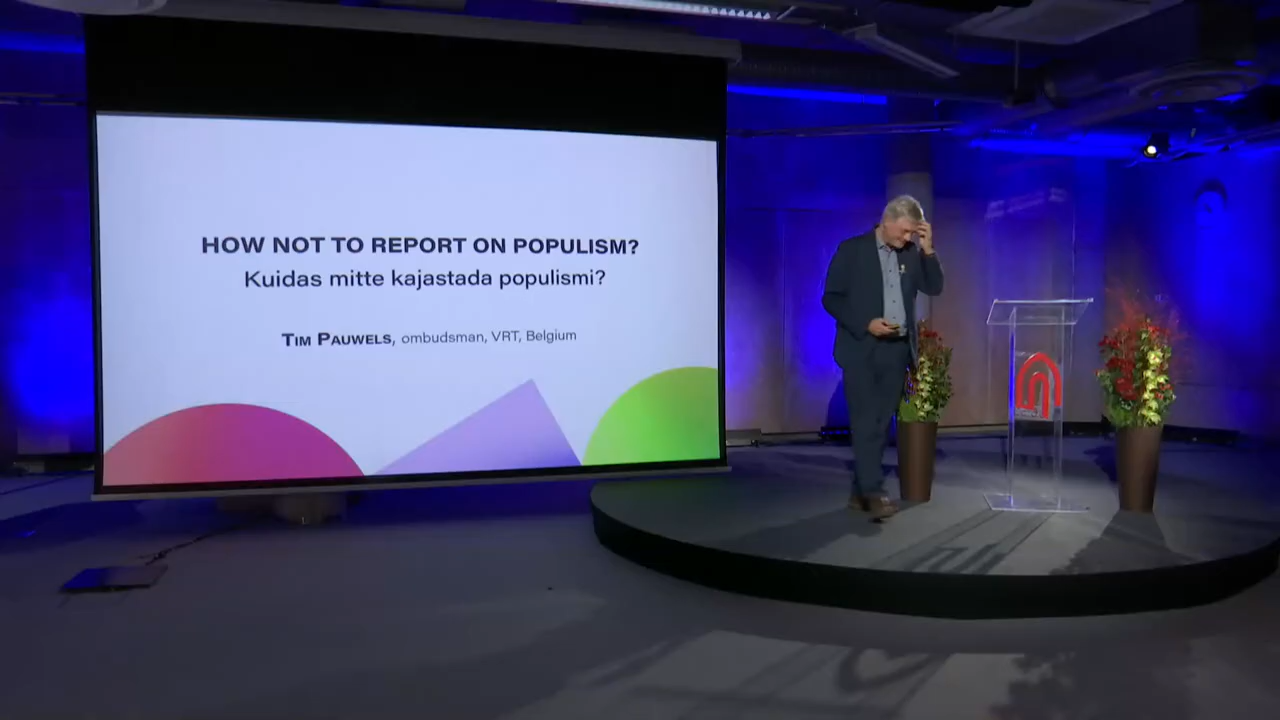 HOW NOT TO REPORT ON POPULISM?
Kuidas mitte kajastada populismi?
TIM PAUWELS, ombudsman, VRT, Belgium